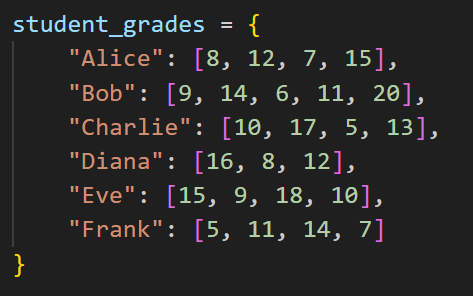 student_grades = {
    "Alice": [8, 12, 7, 15],
    "Bob": [9, 14, 6, 11, 20],
    "Charlie": [10, 17, 5, 13],
    "Diana": [16, 8, 12],
    "Eve": [15, 9, 18, 10],
    "Frank": [5, 11, 14, 7]
}